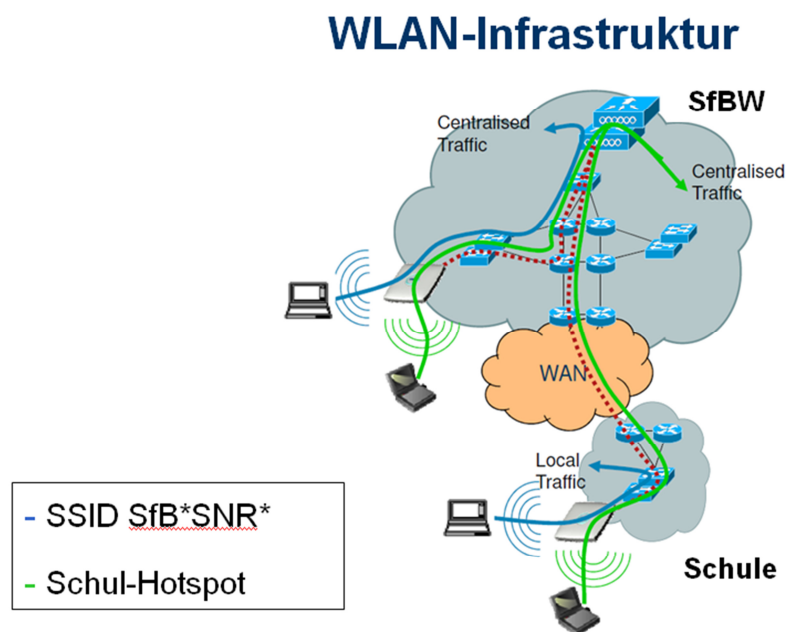 WLAN-Infrastruktur
SfBW
Centralised
Traffic
Centralised
Traffic
WAN
Local
Traffic
- SSID SfB*SNR*
- Schul-Hotspot
Schule